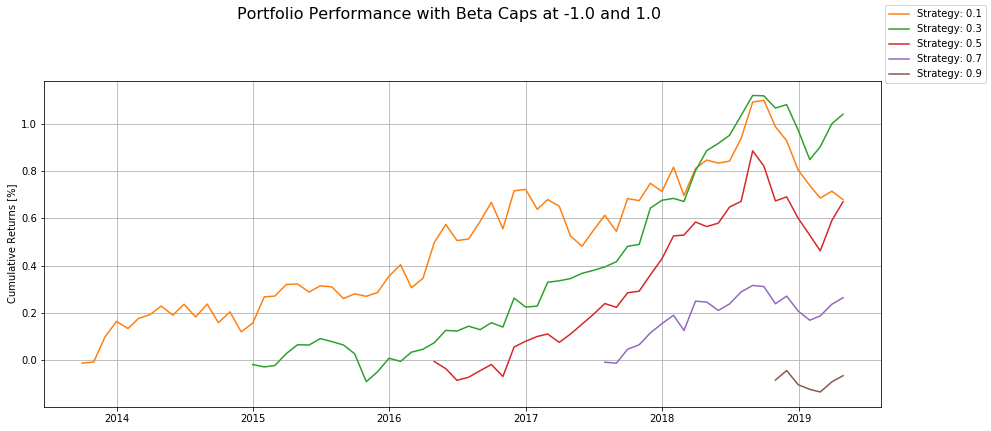 Portfolio Performance with Beta Caps at -1.0 and 1.0
Strategy: 0.1
Strategy: 0.3
Strategy: 0.5
Strategy: 0.7
Strategy: 0.9
Cumulative Returns [%]
1.0
0.8
0.6
0.4
0.2
0.0
2014
2015
2016
2017
2018
2019